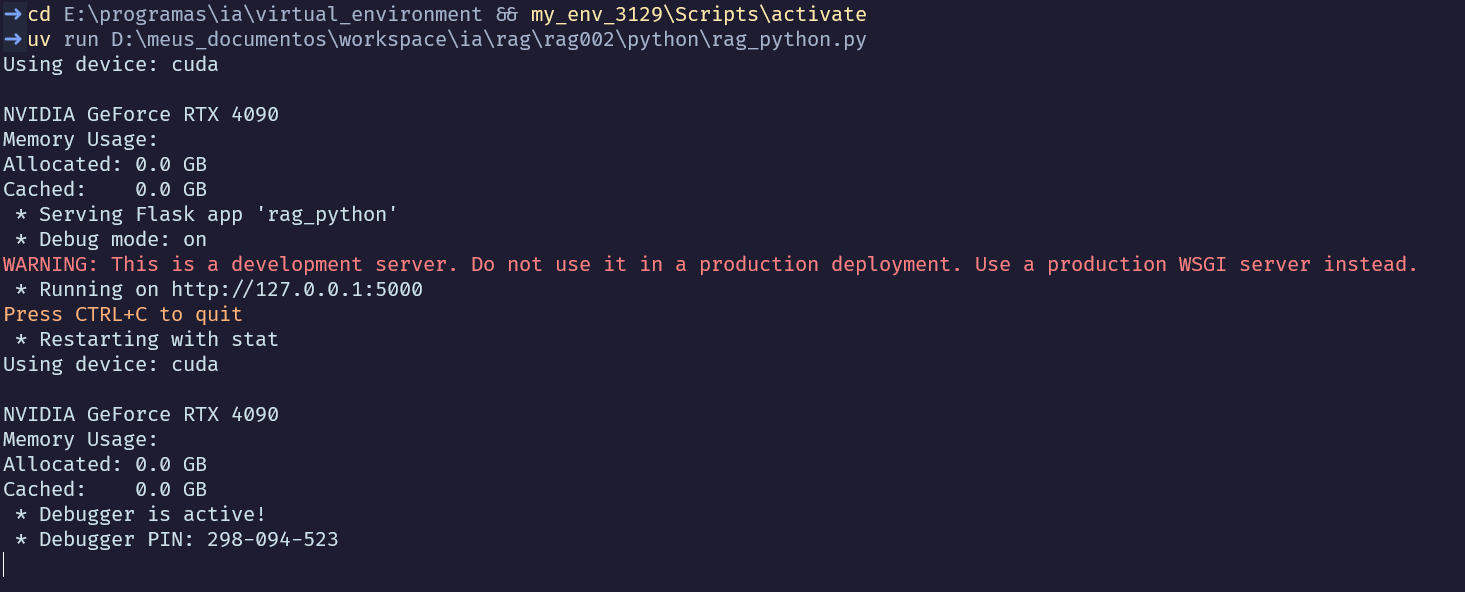 → cd E:\programas\ia\virtual_environment && my_env_3129\Scripts\activate
→ uv run D:\meus_documentos\workspace\ia\rag\rag002\python\rag_python.py
Using device: cuda

NVIDIA GeForce RTX 4090
Memory Usage:
Allocated: 0.0 GB
Cached:    0.0 GB
 * Serving Flask app 'rag_python'
 * Debug mode: on
WARNING: This is a development server. Do not use it in a production deployment. Use a production WSGI server instead.
 * Running on http://127.0.0.1:5000
Press CTRL+C to quit
 * Restarting with stat
Using device: cuda

NVIDIA GeForce RTX 4090
Memory Usage:
Allocated: 0.0 GB
Cached:    0.0 GB
 * Debugger is active!
 * Debugger PIN: 298-094-523